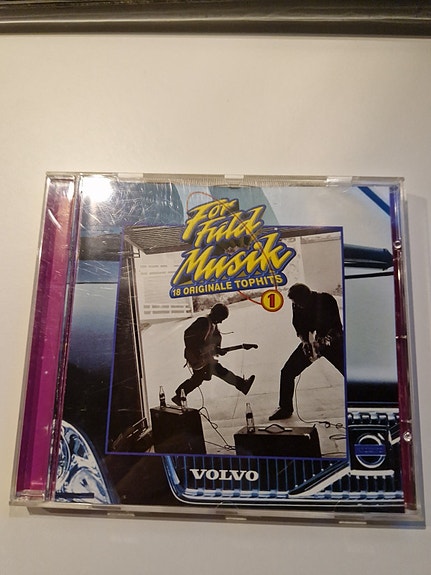 For
Fuld
Musik
18 ORIGINALE TOPHITS
1
VOLVO